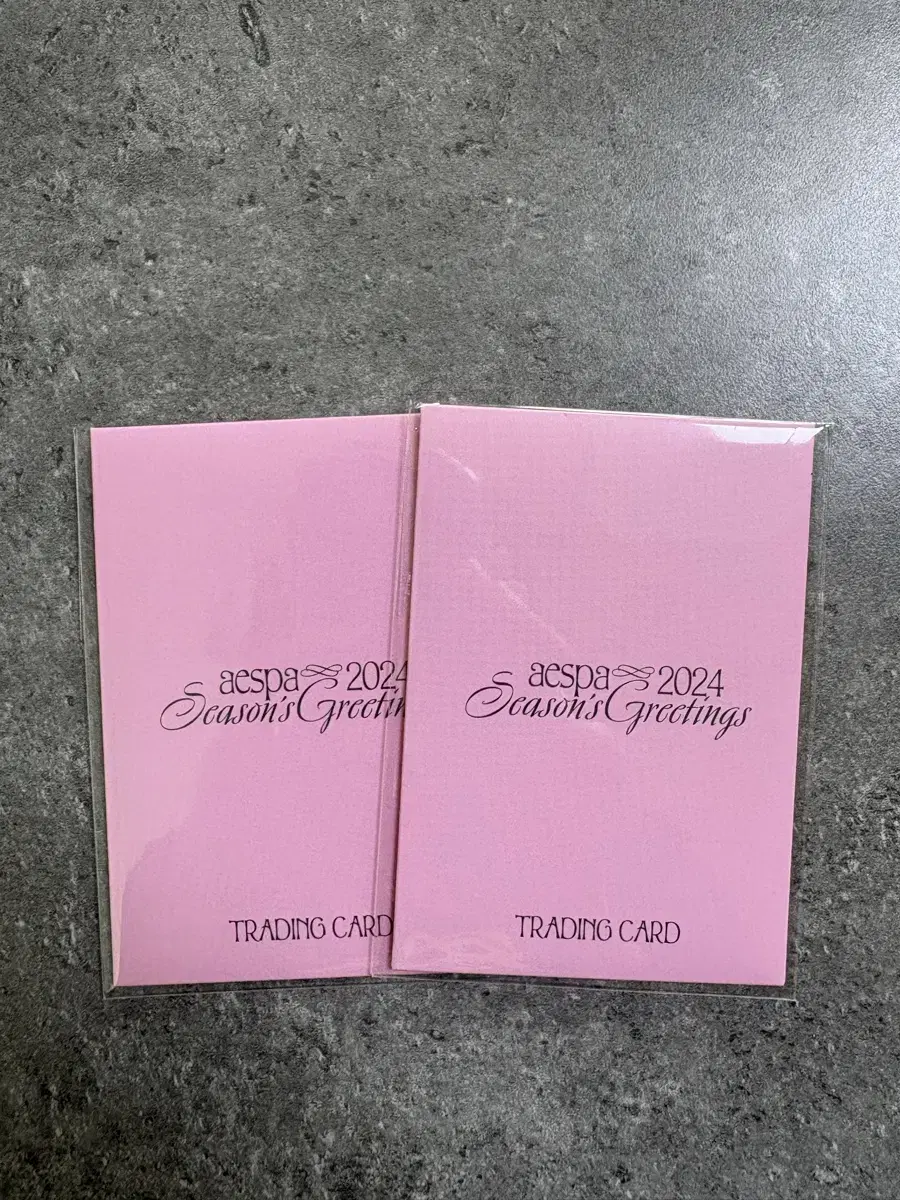 aespa 2024
Season's Greetin
TRADING CARD
aespa 2024
Season's Greetings
TRADING CARD